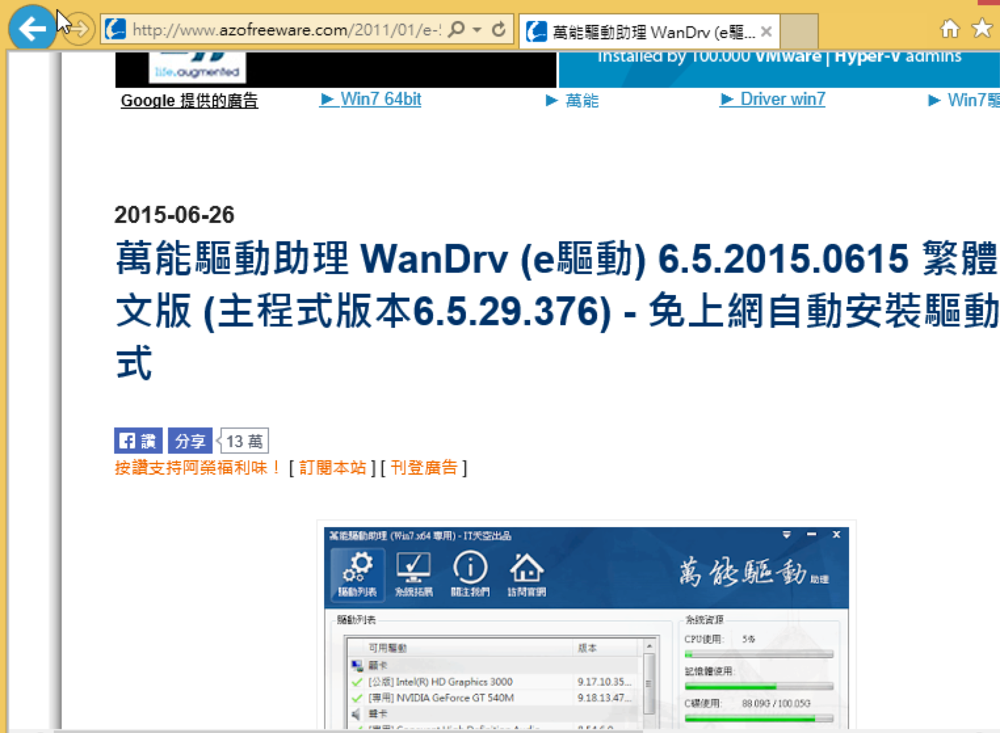 http://www.azofreeware.com/2011/01/e-
萬能驅動助理 WanDrv (e驅...
life.augmented
Installed by 100.000 VMware | Hyper-V admins
Google 提供的廣告
▶ Win7 64bit
▶ 萬能
▶ Driver win7
▶ Win7驅
2015-06-26
萬能驅動助理 WanDrv (e驅動) 6.5.2015.0615 繁體
文版 (主程式版本6.5.29.376) - 免上網自動安裝驅動
式
讚 分享 13 萬
按讚支持阿榮福利味！ [ 訂閱本站 ] [ 刊登廣告 ]
萬能驅動助理 (Win7.x64 專用) - IT天空出品
驅動列表 系統拓展 關注我們 訪問官網
萬能驅動 助理
驅動列表
系統資源
可用驅動 版本
CPU使用: 5%
顯卡
記憶體使用:
[公版] Intel(R) HD Graphics 3000 9.17.10.35...
[專用] NVIDIA GeForce GT 540M 9.18.13.47...
C碟使用: 88.09G / 100.05G
聲卡